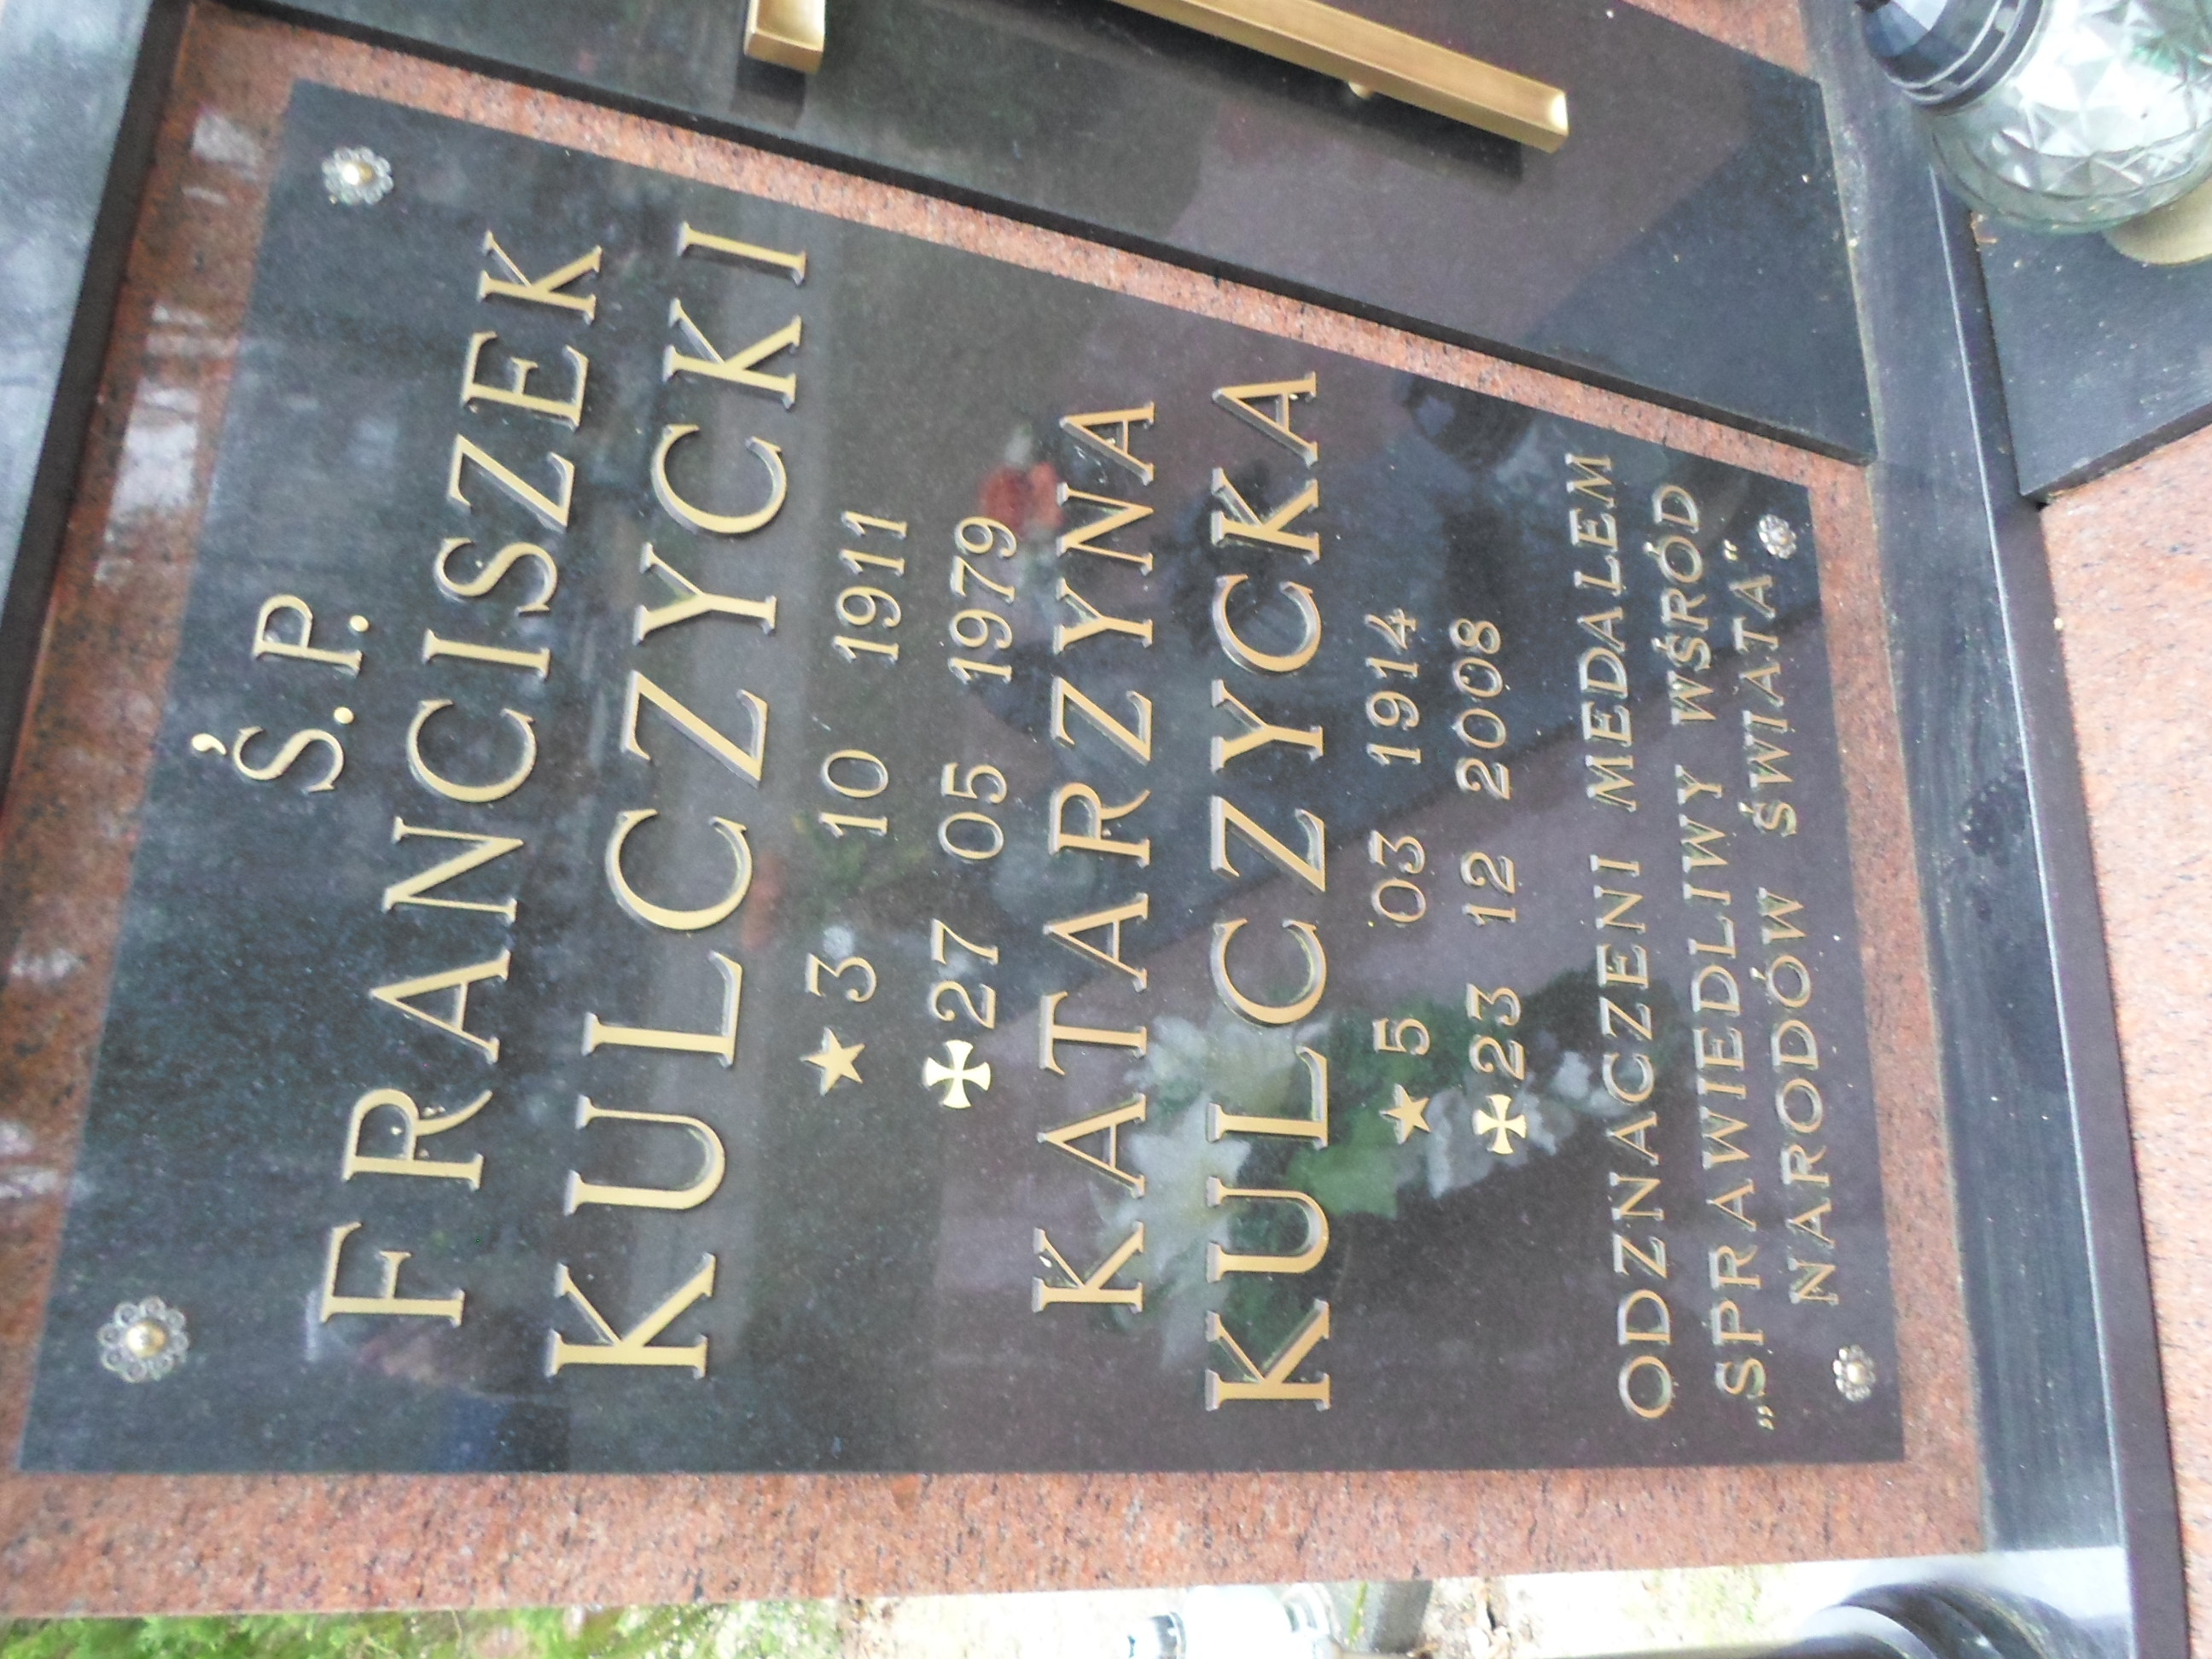 Ś.P.
FRANCISZEK
KULCZYCKI
★3 10 1911
✠27 05 1979
KATARZYNA
KULCZYCKA
★5 03 1914
✠23 12 2008
ODZNACZENI MEDALEM
„SPRAWIEDLIWY WŚRÓD
NARODÓW ŚWIATA“